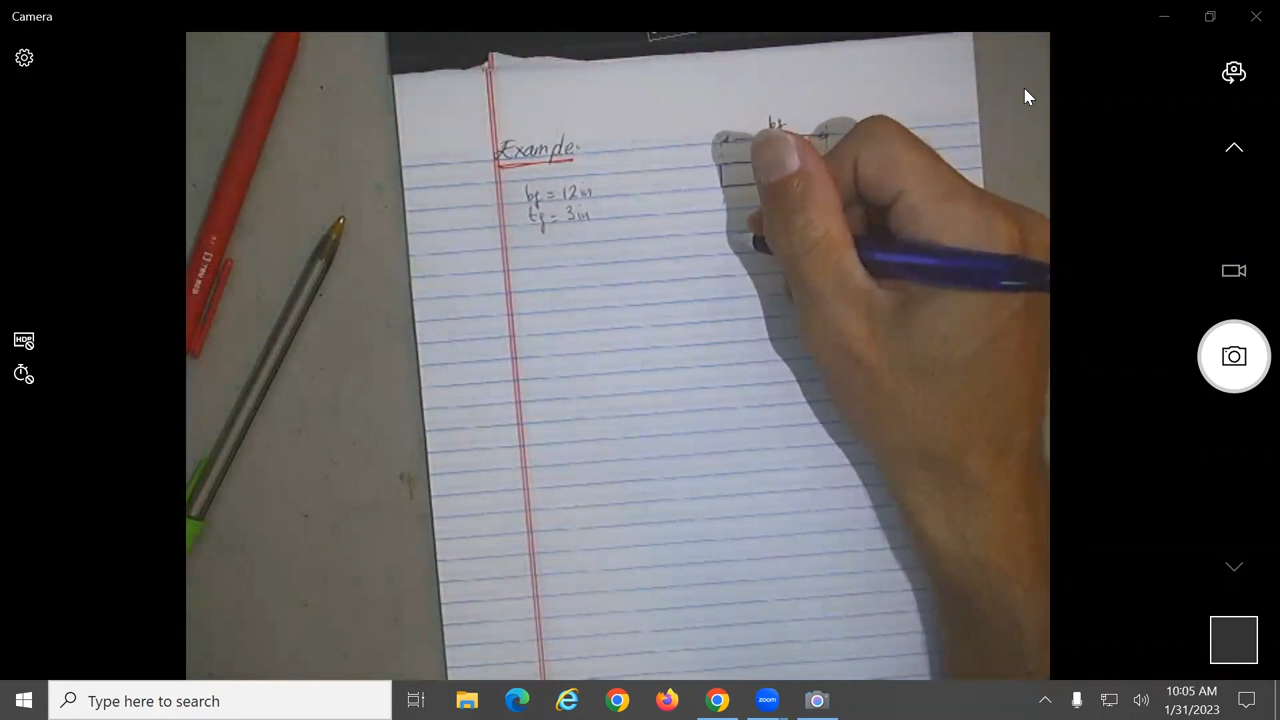 Camera
bf
Example.
bf = 12 in
tf = 3 in
Type here to search
zoom
10:05 AM
1/31/2023